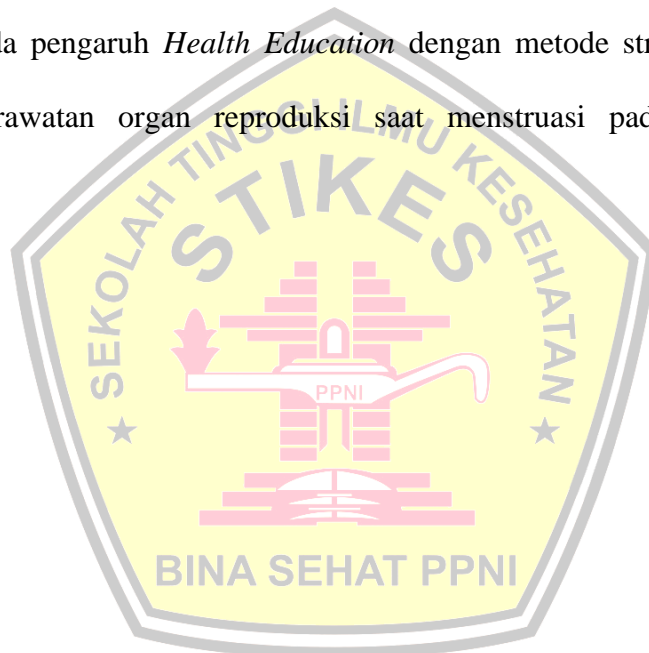 da pengaruh Health Education dengan metode str
rawatan organ reproduksi saat menstruasi pad
SEKOLAH TINGGI ILMU KESEHATAN
STIKES
PPNI
BINA SEHAT PPNI